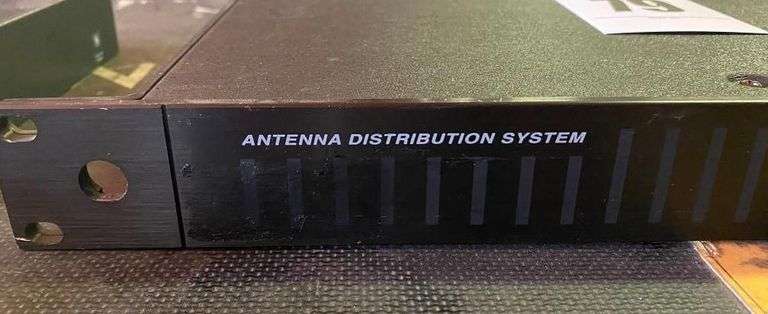 ANTENNA DISTRIBUTION SYSTEM